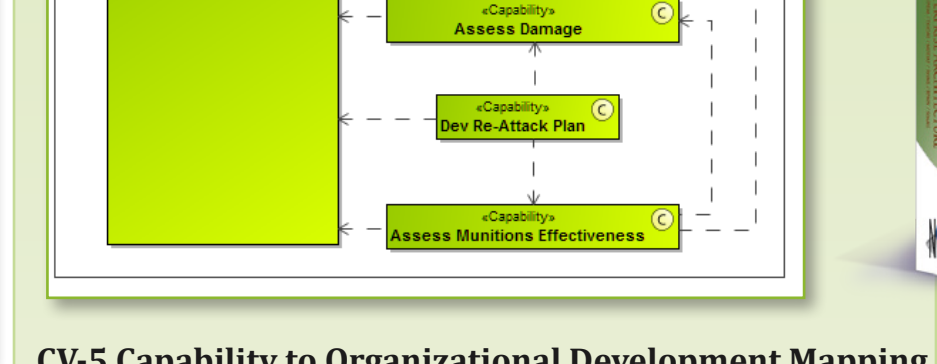 «Capability»
C
Assess Damage
«Capability»
C
Dev Re-Attack Plan
«Capability»
C
Assess Munitions Effectiveness
CV-5 Capability to Organizational Development Mapping